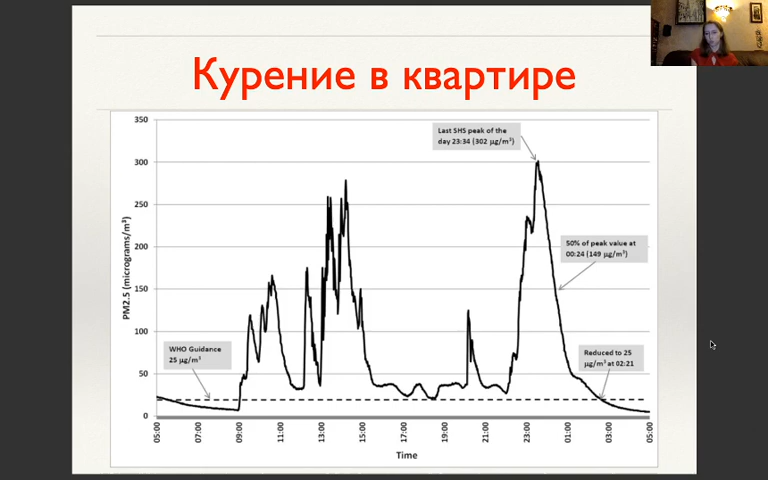 Курение в квартире
350
300
250
200
150
100
50
0
PM2.5 (micrograms/m³)
Last SHS peak of the
day 23:34 (302 µg/m³)
50% of peak value at
00:24 (149 µg/m³)
WHO Guidance
25 µg/m³
Reduced to 25
µg/m³ at 02:21
05:00
07:00
09:00
11:00
13:00
15:00
17:00
19:00
21:00
23:00
01:00
03:00
05:00
Time